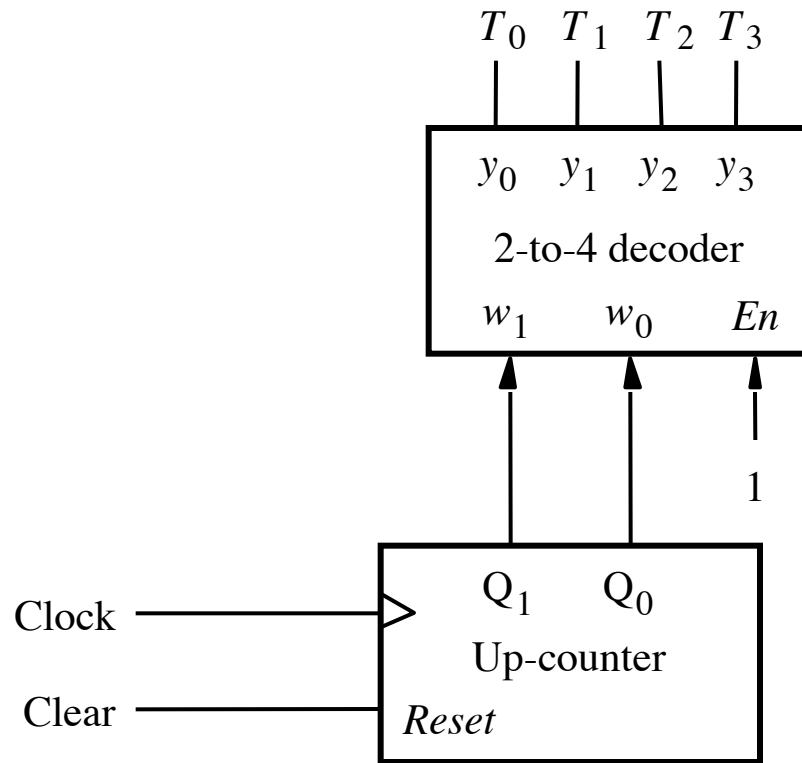 T0 T1 T2 T3
y0 y1 y2 y3
2-to-4 decoder
w1 w0 En
1
Q1 Q0
Clock
Up-counter
Clear
Reset